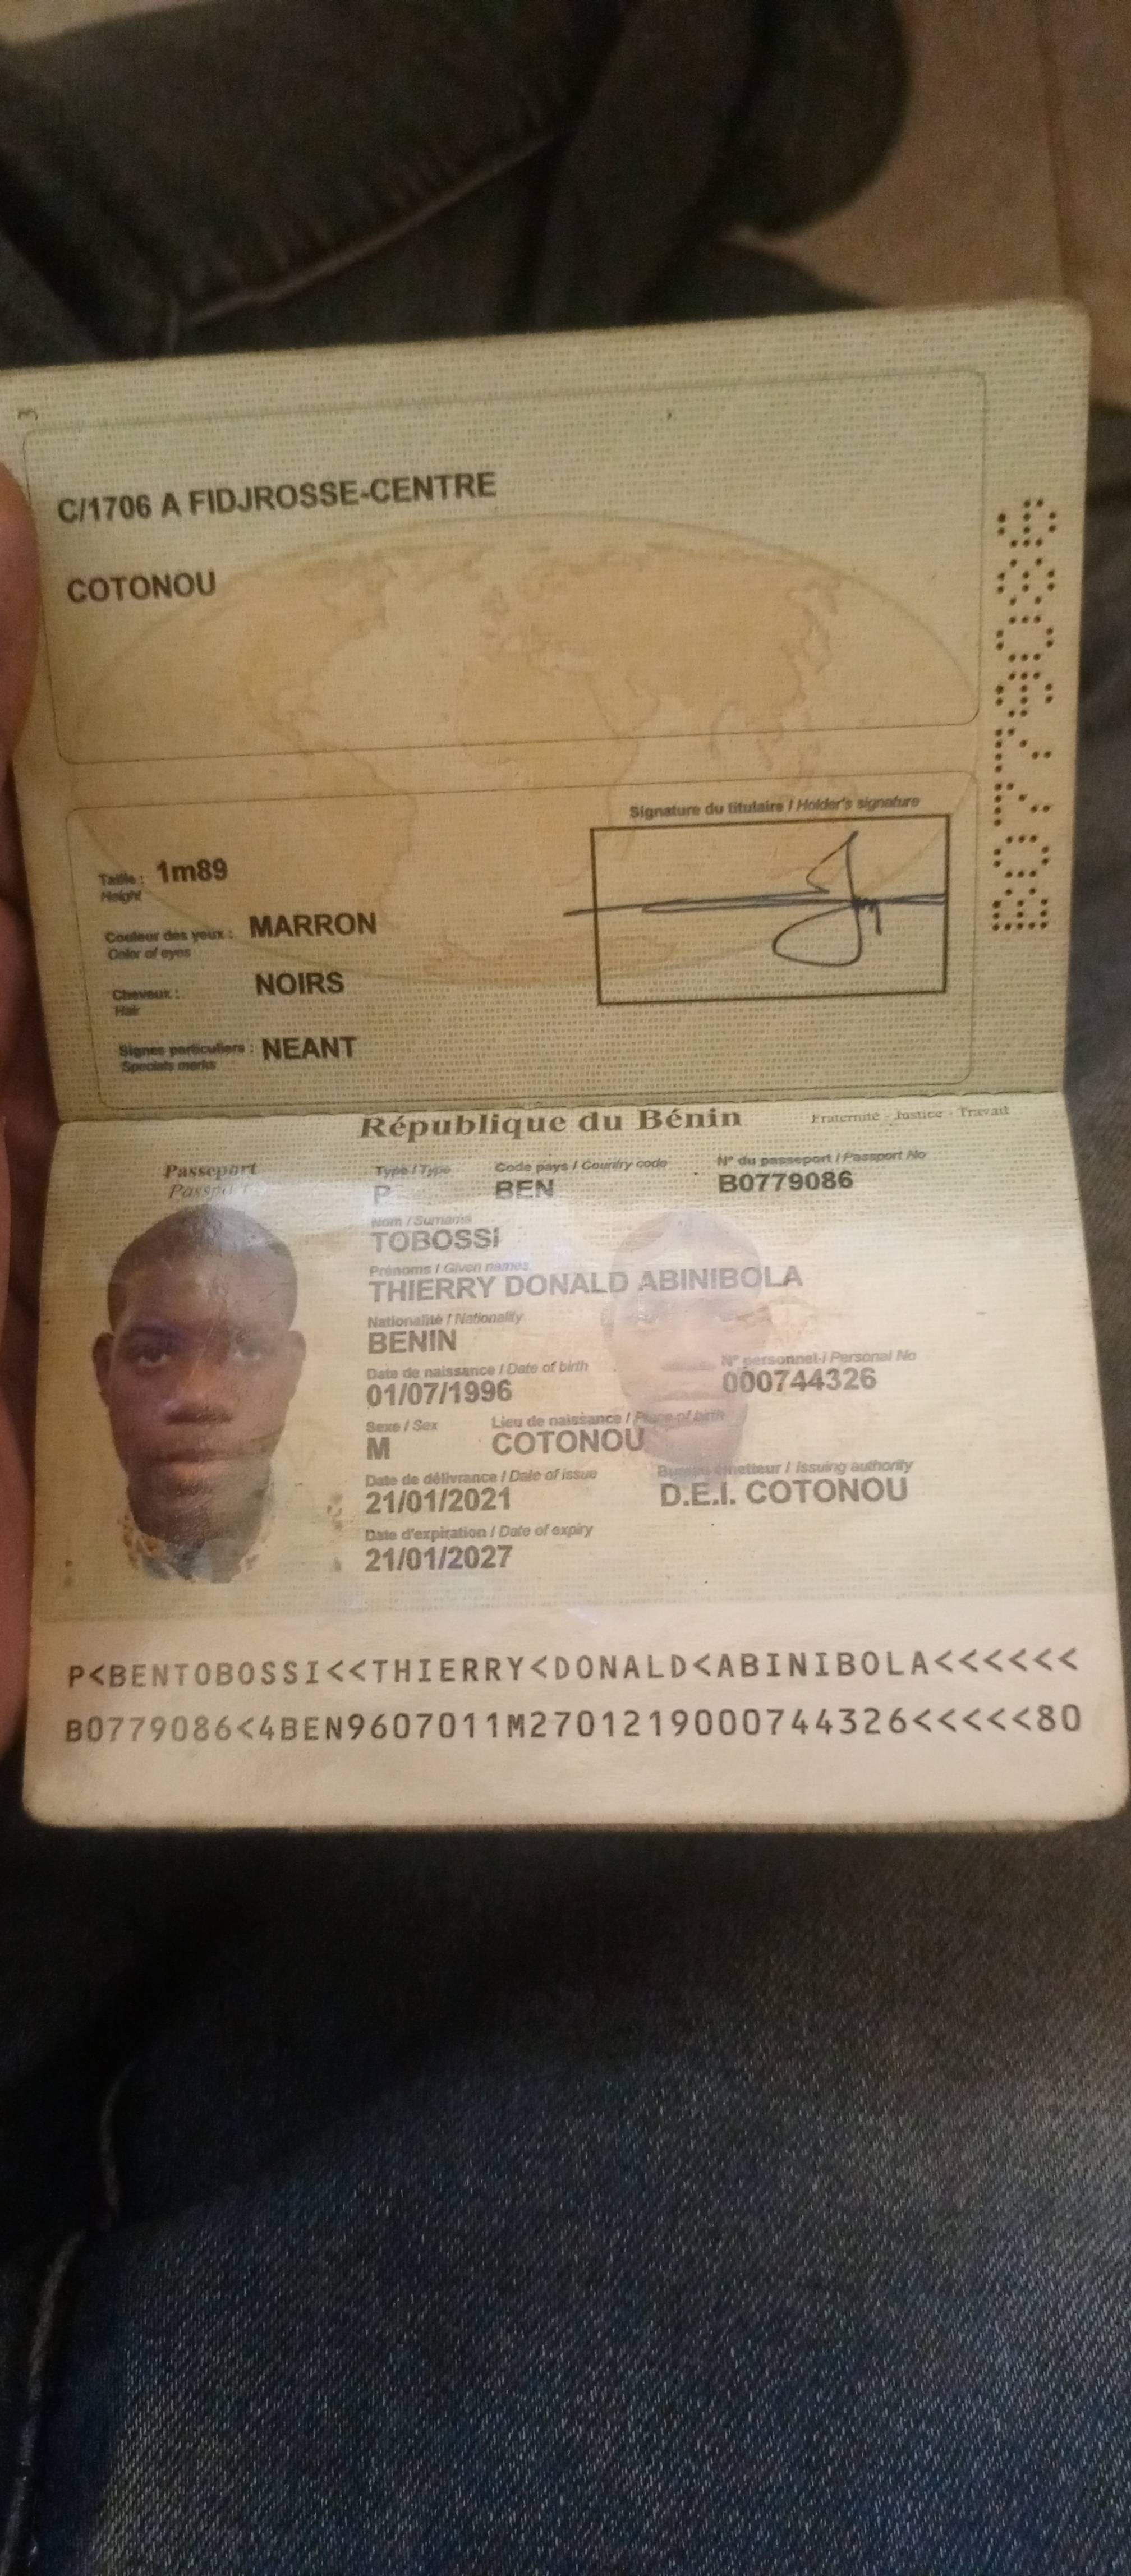 3
C/1706 A FIDJROSSE-CENTRE
COTONOU
B0779086
Signature du titulaire / Holder's signature
Taille : 1m89
Height
Couleur des yeux : MARRON
Color of eyes
Cheveux : NOIRS
Hair
Signes particuliers : NEANT
Specials marks
République du Bénin Fraternité - Justice - Travail
Passeport Type / Type Code pays / Country code N° du passeport / Passport No
Passport P BEN B0779086
Nom / Surname
TOBOSSI
Prénoms / Given names
THIERRY DONALD ABINIBOLA
Nationalité / Nationality
BENIN
Date de naissance / Date of birth N° personnel / Personal No
01/07/1996 000744326
Sexe / Sex Lieu de naissance / Place of birth
M COTONOU
Date de délivrance / Date of issue Bureau émetteur / Issuing authority
21/01/2021 D.E.I. COTONOU
Date d'expiration / Date of expiry
21/01/2027
P<BENTOBOSSI<<THIERRY<DONALD<ABINIBOLA<<<<<<
B0779086<4BEN9607011M2701219000744326<<<<<80